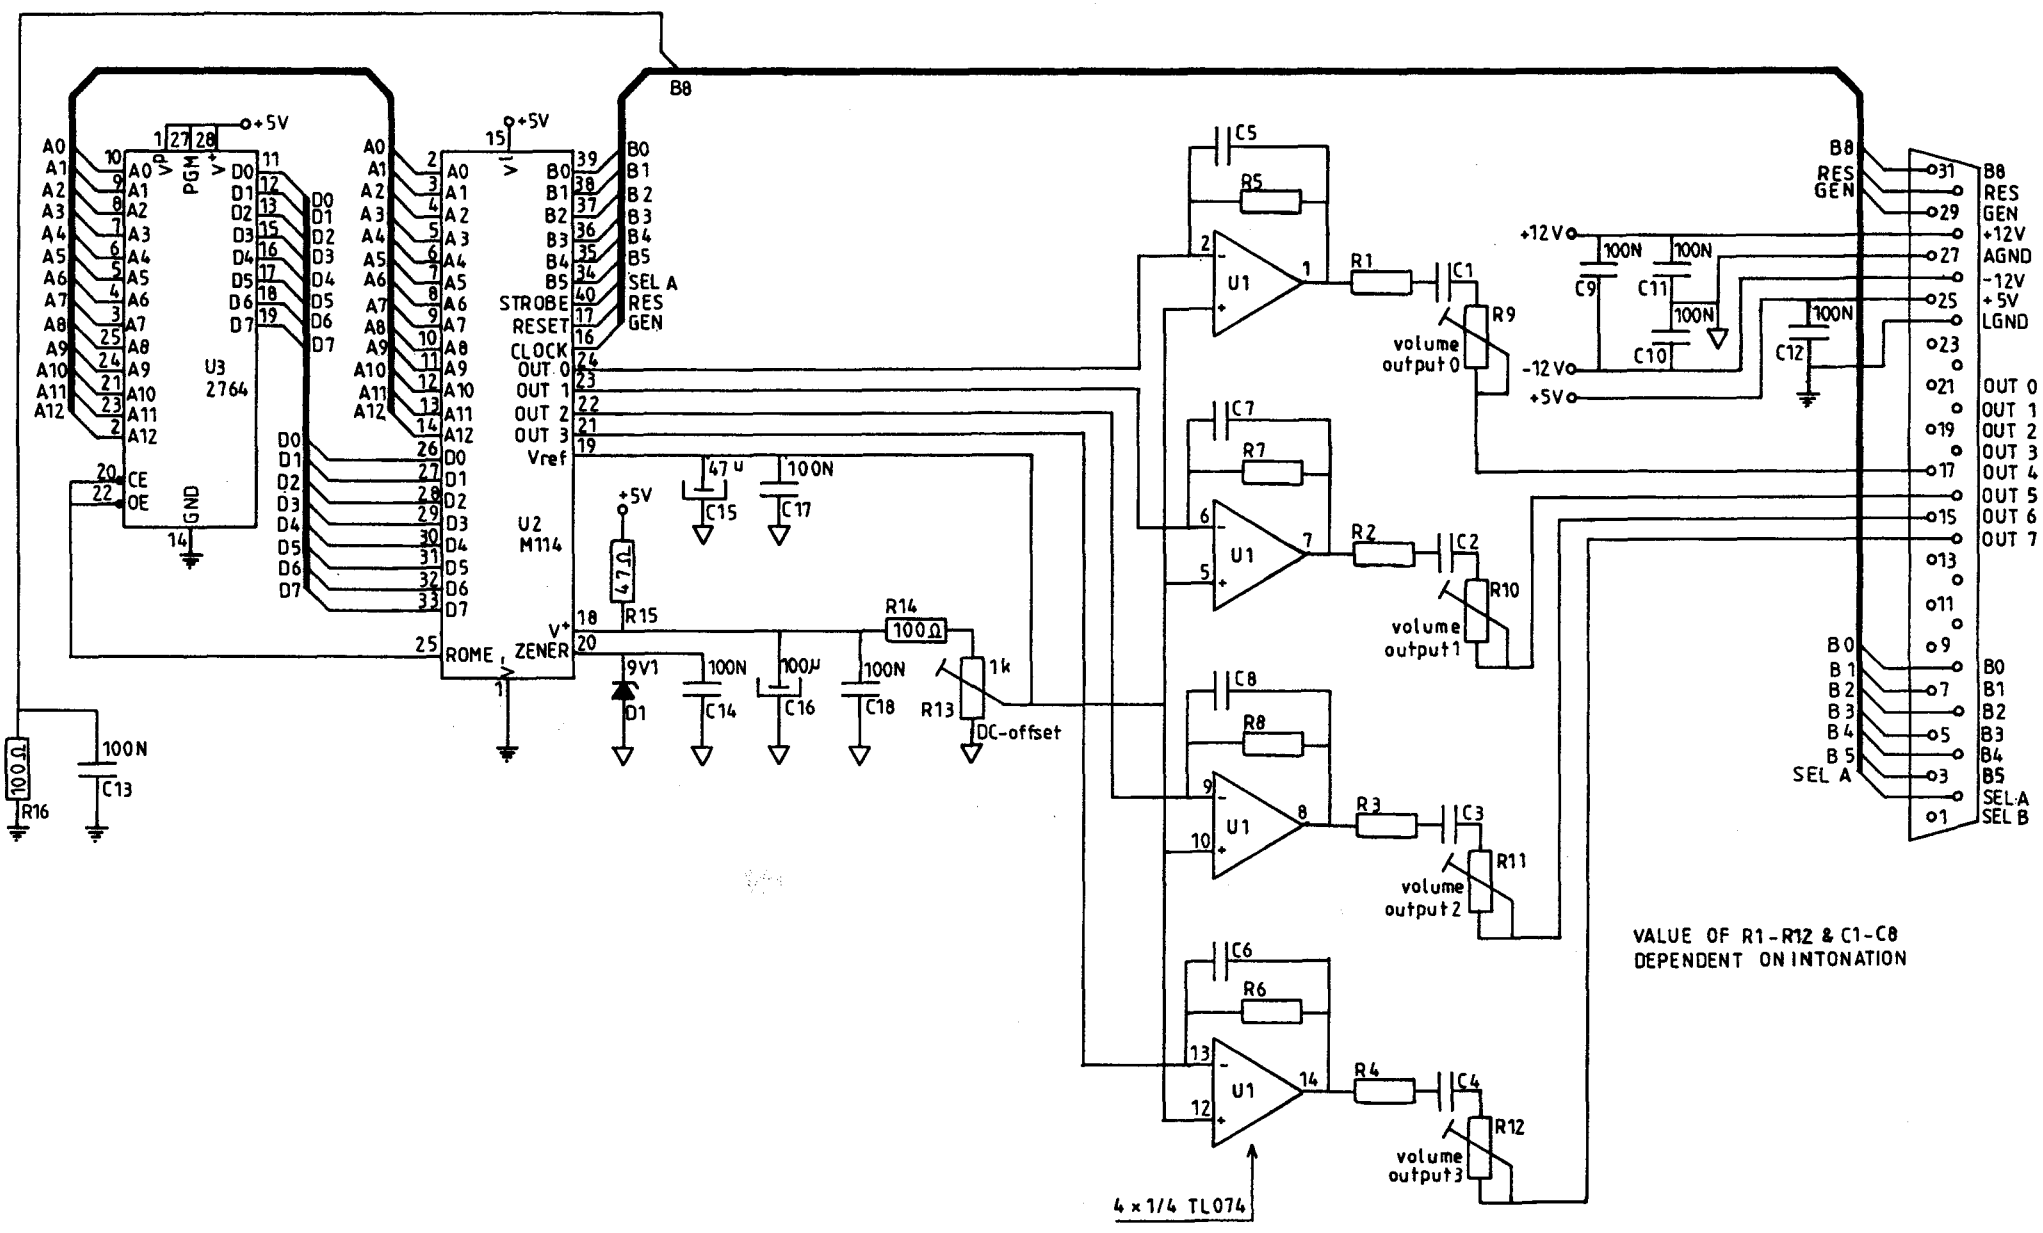 B8
+5V
1 27 28
VP PGM V+
A0
A1
A2
A3
A4
A5
A6
A7
A8
A9
A10
A11
A12
10 A0
9 A1
8 A2
7 A3
6 A4
5 A5
4 A6
3 A7
25 A8
24 A9
21 A10
23 A11
2 A12
20 CE
22 OE
GND
14
U3
2764
D0 11
D1 12
D2 13
D3 15
D4 16
D5 17
D6 18
D7 19
D0
D1
D2
D3
D4
D5
D6
D7
D0
D1
D2
D3
D4
D5
D6
D7
+5V
15
V-
A0
A1
A2
A3
A4
A5
A6
A7
A8
A9
A10
A11
A12
2 A0
3 A1
4 A2
5 A3
6 A4
7 A5
8 A6
9 A7
10 A8
11 A9
12 A10
13 A11
14 A12
26 D0
27 D1
28 D2
29 D3
30 D4
31 D5
32 D6
33 D7
25 ROME
V-
1
U2
M114
B0 39
B1 38
B2 37
B3 36
B4 35
B5 34
STROBE 40
RESET 17
CLOCK 16
OUT 0 24
OUT 1 23
OUT 2 22
OUT 3 21
Vref 19
V+ 18
ZENER 20
B0
B1
B2
B3
B4
B5
SEL A
RES
GEN
47u
C15
100N
C17
+5V
47Ω
R15
9V1
D1
100N
C14
100µ
C16
100N
C18
R14
100Ω
1k
R13
DC-offset
100Ω
R16
100N
C13
C5
R5
2 -
+
U1
1
R1
C1
R9
volume
output0
C7
R7
6 -
5 +
U1
7
R2
C2
R10
volume
output1
C8
R8
9 -
10 +
U1
8
R3
C3
R11
volume
output2
C6
R6
13 -
12 +
U1
14
R4
C4
R12
volume
output3
4 x 1/4 TL074
+12V
-12V
+5V
100N
C9
100N
C11
100N
C10
100N
C12
B8
RES
GEN
B0
B1
B2
B3
B4
B5
SEL A
31 B8
RES
29 GEN
+12V
27 AGND
-12V
25 +5V
LGND
23
21 OUT 0
OUT 1
19 OUT 2
OUT 3
17 OUT 4
OUT 5
15 OUT 6
OUT 7
13
11
9
B0
7 B1
B2
5 B3
B4
3 B5
SEL.A
1 SEL B
VALUE OF R1-R12 & C1-C8
DEPENDENT ON INTONATION